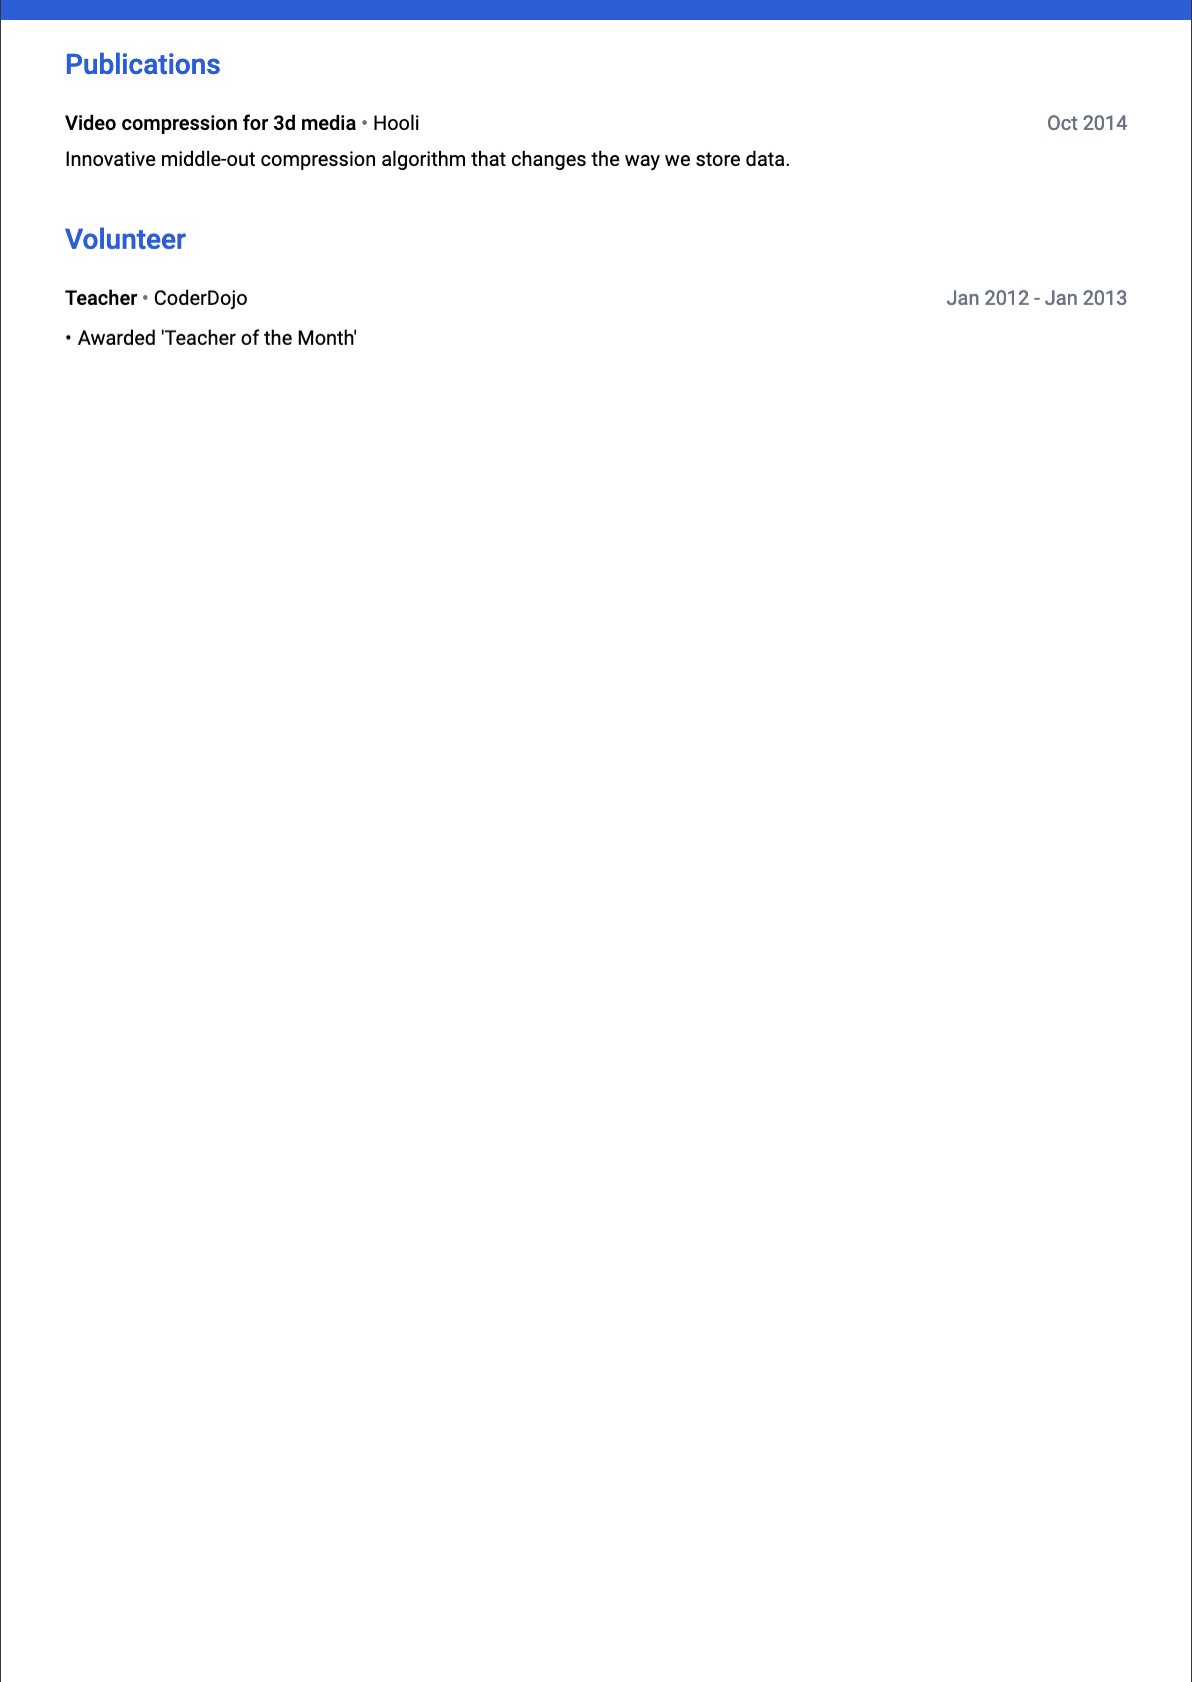 Publications
Video compression for 3d media • Hooli Oct 2014
Innovative middle-out compression algorithm that changes the way we store data.
Volunteer
Teacher • CoderDojo Jan 2012 - Jan 2013
• Awarded 'Teacher of the Month'